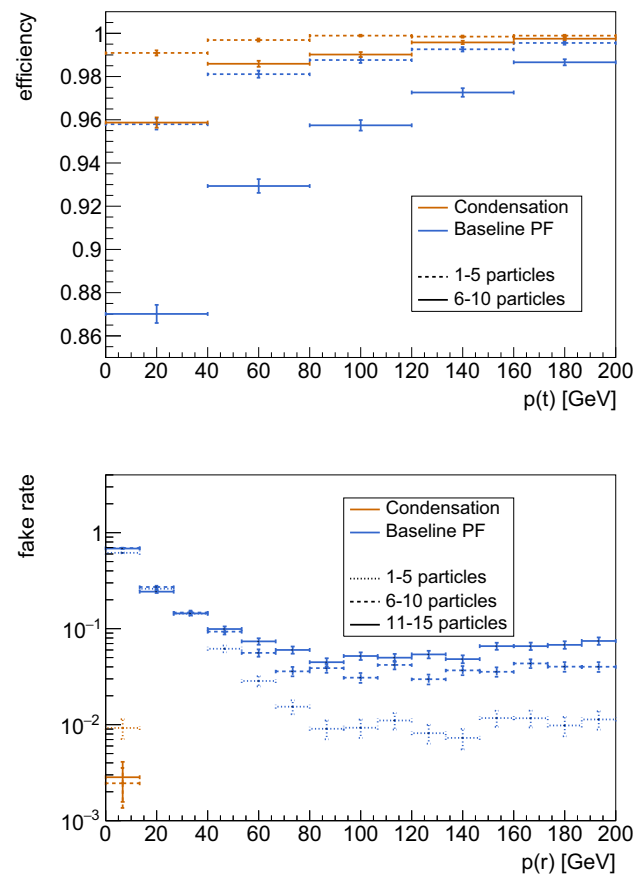 efficiency
1
0.98
0.96
0.94
0.92
0.9
0.88
0.86
Condensation
Baseline PF
1-5 particles
6-10 particles
0 20 40 60 80 100 120 140 160 180 200
p(t) [GeV]
fake rate
1
10⁻¹
10⁻²
10⁻³
Condensation
Baseline PF
1-5 particles
6-10 particles
11-15 particles
0 20 40 60 80 100 120 140 160 180 200
p(r) [GeV]